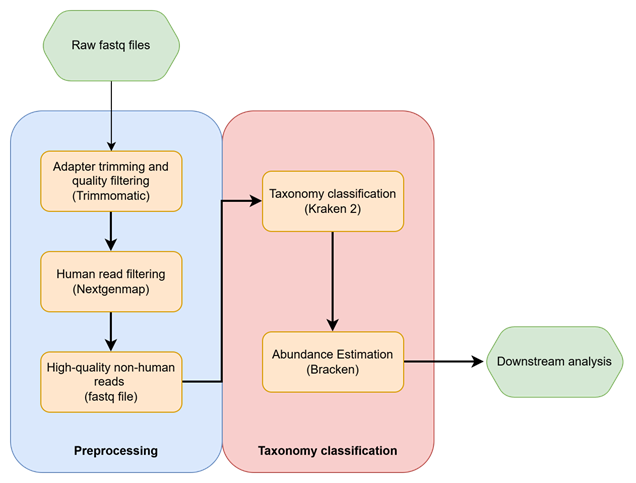 Raw fastq files
Adapter trimming and
quality filtering
(Trimmomatic)
Human read filtering
(Nextgenmap)
High-quality non-human
reads
(fastq file)
Preprocessing
Taxonomy classification
(Kraken 2)
Abundance Estimation
(Bracken)
Taxonomy classification
Downstream analysis